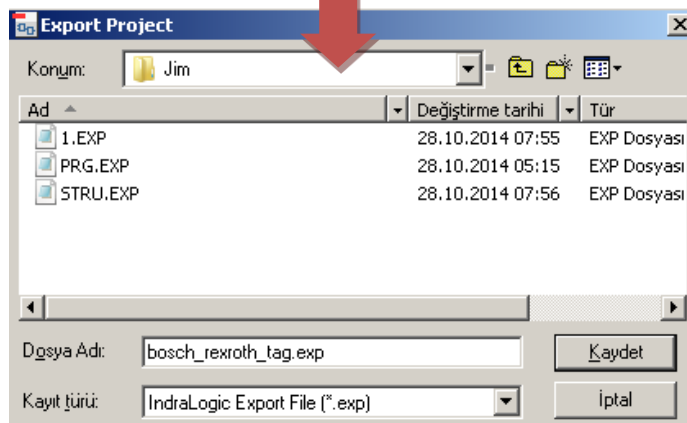 Export Project
Konum: Jim
Ad Değiştirme tarihi Tür
1.EXP 28.10.2014 07:55 EXP Dosyası
PRG.EXP 28.10.2014 05:15 EXP Dosyası
STRU.EXP 28.10.2014 07:56 EXP Dosyası
Dosya Adı: bosch_rexroth_tag.exp Kaydet
Kayıt türü: IndraLogic Export File (*.exp) İptal